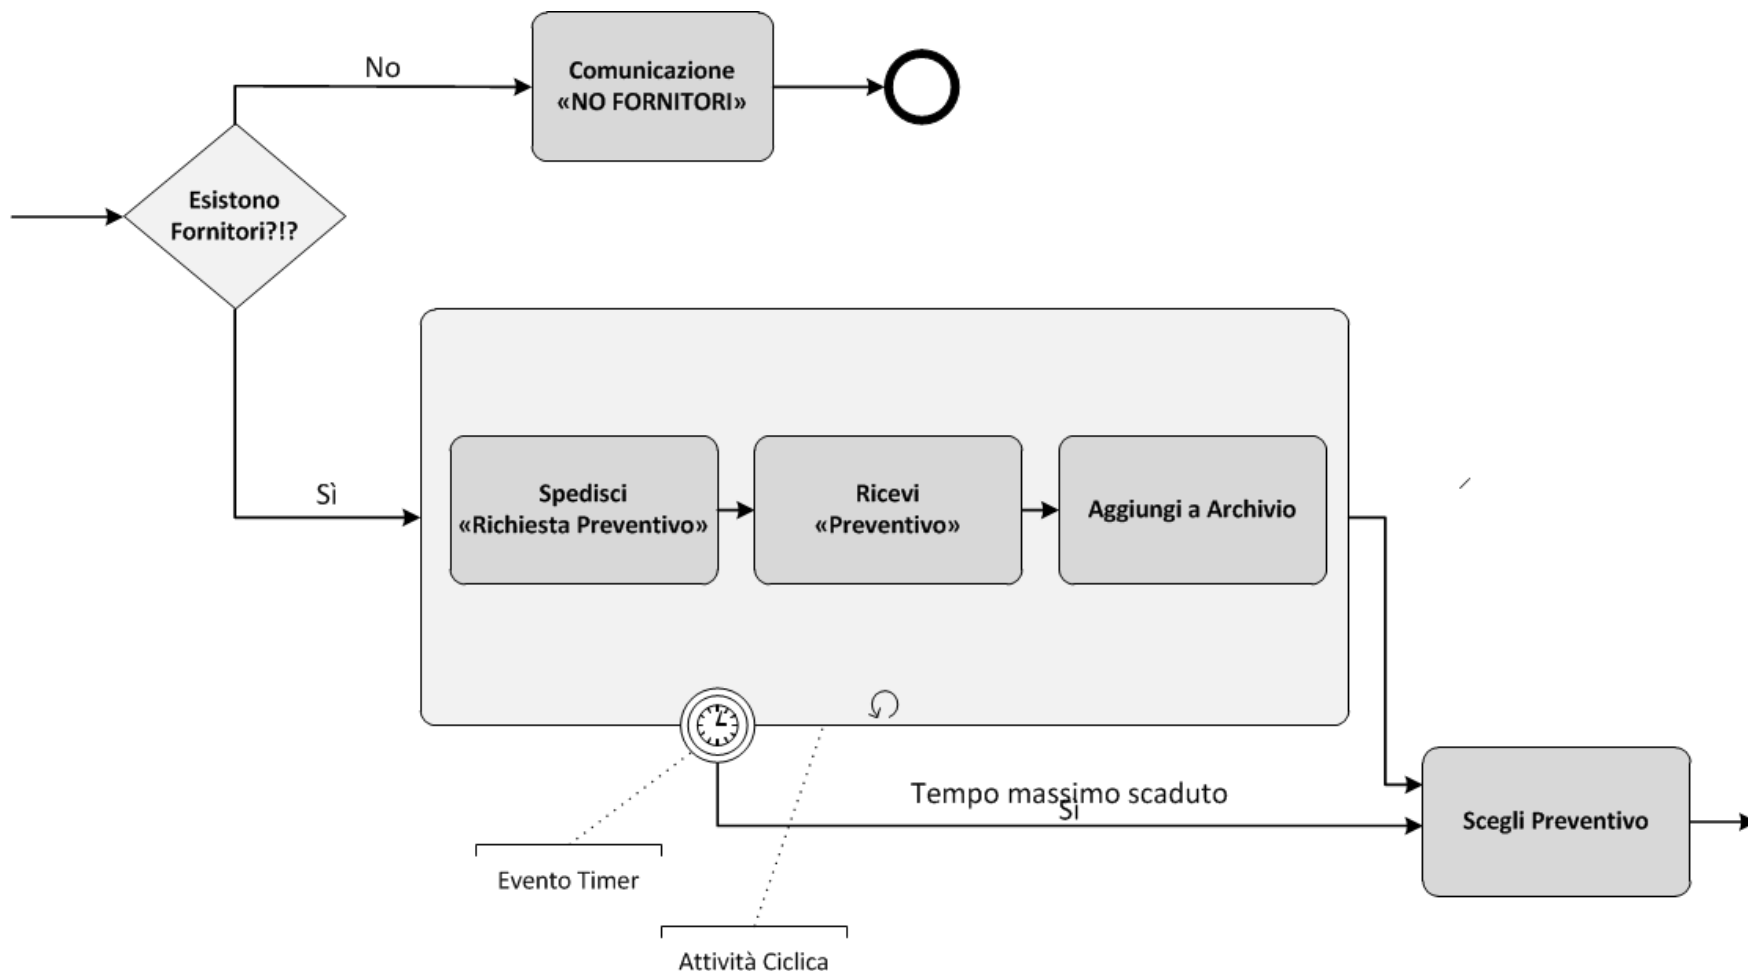 No
Comunicazione
«NO FORNITORI»
Esistono
Fornitori?!?
Sì
Spedisci
«Richiesta Preventivo»
Ricevi
«Preventivo»
Aggiungi a Archivio
Tempo massimo scaduto
Sì
Scegli Preventivo
Evento Timer
Attività Ciclica